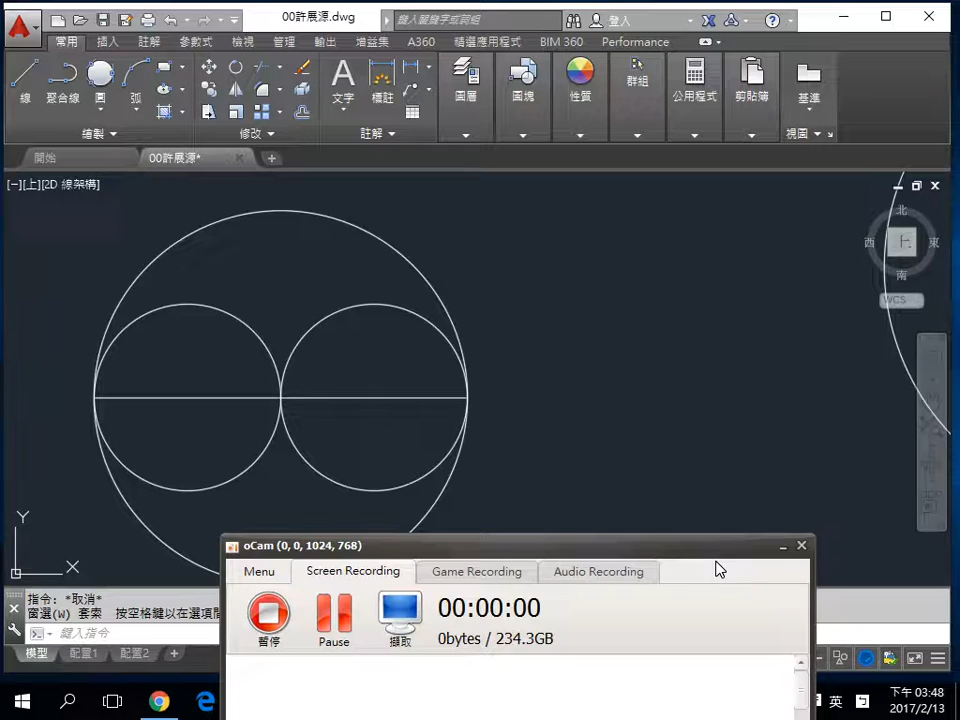 00許展源.dwg
鍵入關鍵字或片語
登入
常用 插入 註解 參數式 檢視 管理 輸出 增益集 A360 精選應用程式 BIM 360 Performance
線 聚合線 圓 弧 文字 標註 圖層 圖塊 性質 群組 公用程式 剪貼簿 基準
繪製 修改 註解 視圖
開始 00許展源*
[−][上][2D 線架構]
北
西 上 東
南
WCS
Y
X
oCam (0, 0, 1024, 768)
Menu Screen Recording Game Recording Audio Recording
00:00:00
0bytes / 234.3GB
暫停 Pause 擷取
指令: *取消*
窗選(W) 套索 按空格鍵以在選項間
鍵入指令
模型 配置1 配置2
英
下午 03:48
2017/2/13